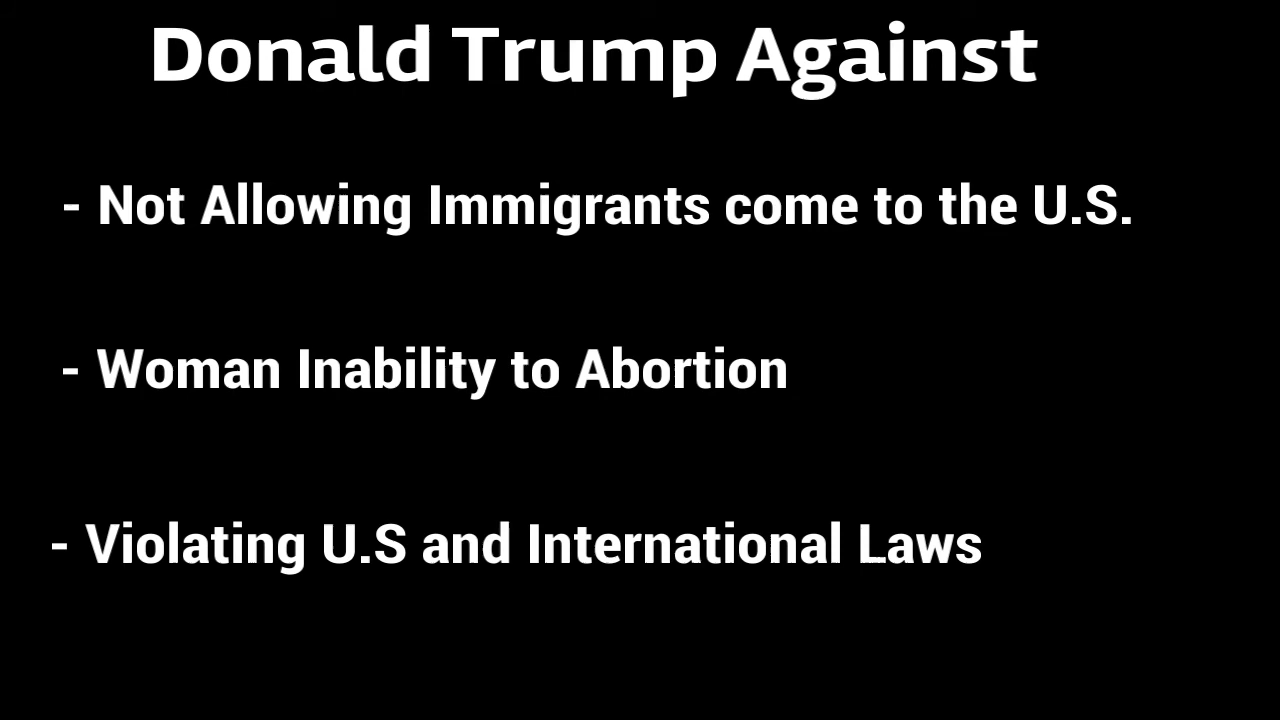 Donald Trump Against
- Not Allowing Immigrants come to the U.S.
- Woman Inability to Abortion
- Violating U.S and International Laws